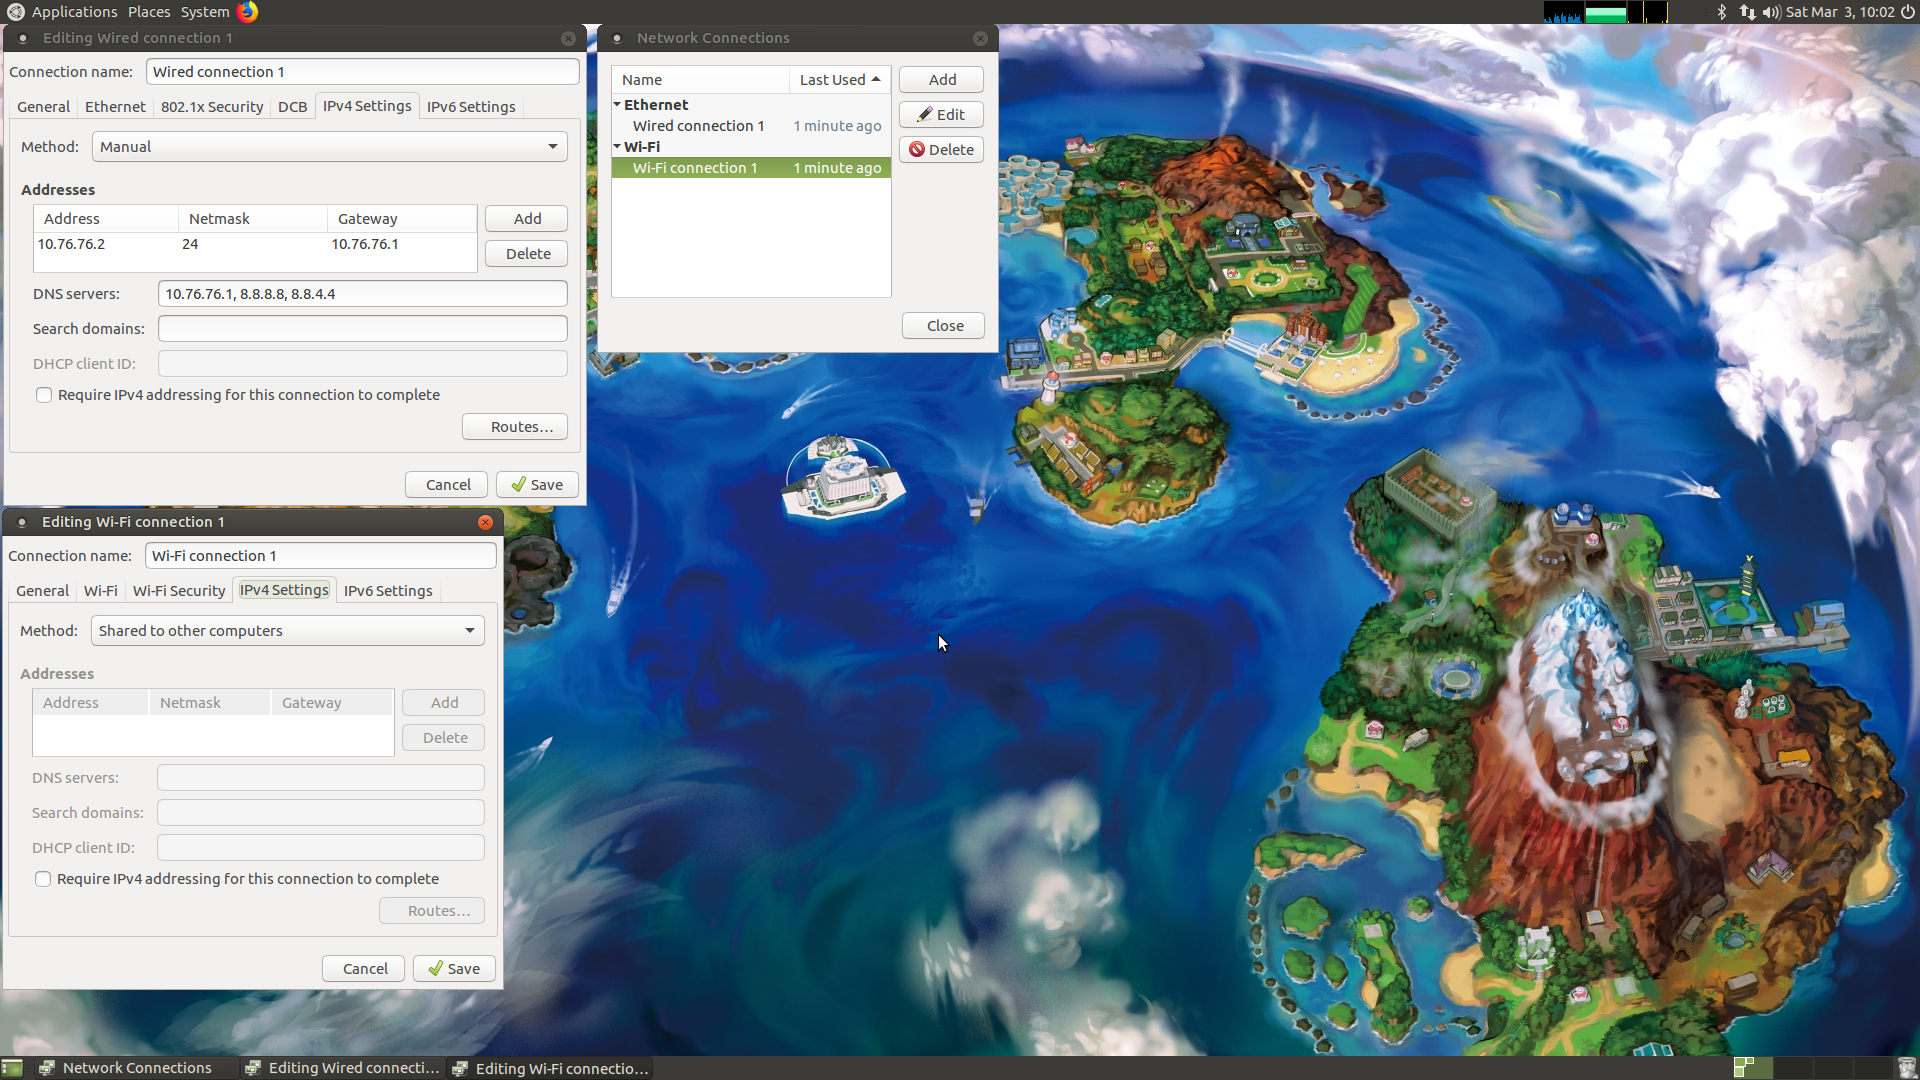 Applications Places System
Sat Mar 3, 10:02
Editing Wired connection 1
Connection name: Wired connection 1
General Ethernet 802.1x Security DCB IPv4 Settings IPv6 Settings
Method: Manual
Addresses
Address Netmask Gateway
10.76.76.2 24 10.76.76.1
Add
Delete
DNS servers: 10.76.76.1, 8.8.8.8, 8.8.4.4
Search domains:
DHCP client ID:
Require IPv4 addressing for this connection to complete
Routes...
Cancel Save
Network Connections
Name Last Used
Ethernet
Wired connection 1 1 minute ago
Wi-Fi
Wi-Fi connection 1 1 minute ago
Add
Edit
Delete
Close
Editing Wi-Fi connection 1
Connection name: Wi-Fi connection 1
General Wi-Fi Wi-Fi Security IPv4 Settings IPv6 Settings
Method: Shared to other computers
Addresses
Address Netmask Gateway
Add
Delete
DNS servers:
Search domains:
DHCP client ID:
Require IPv4 addressing for this connection to complete
Routes...
Cancel Save
Network Connections Editing Wired connecti... Editing Wi-Fi connectio...